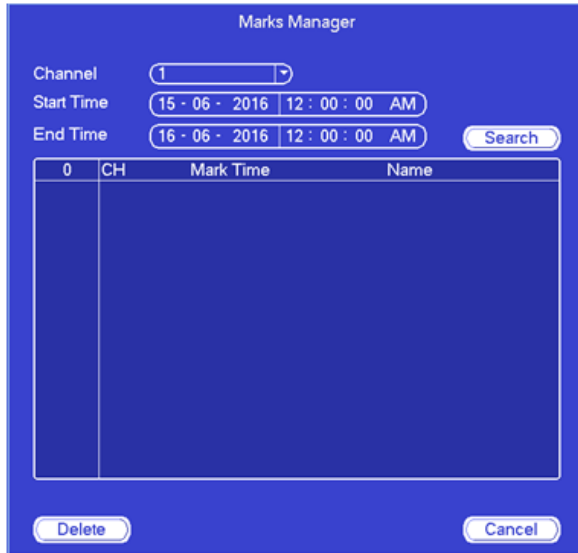 Marks Manager
Channel 1
Start Time 15 - 06 - 2016 12 : 00 : 00 AM
End Time 16 - 06 - 2016 12 : 00 : 00 AM Search
0 CH Mark Time Name
Delete Cancel